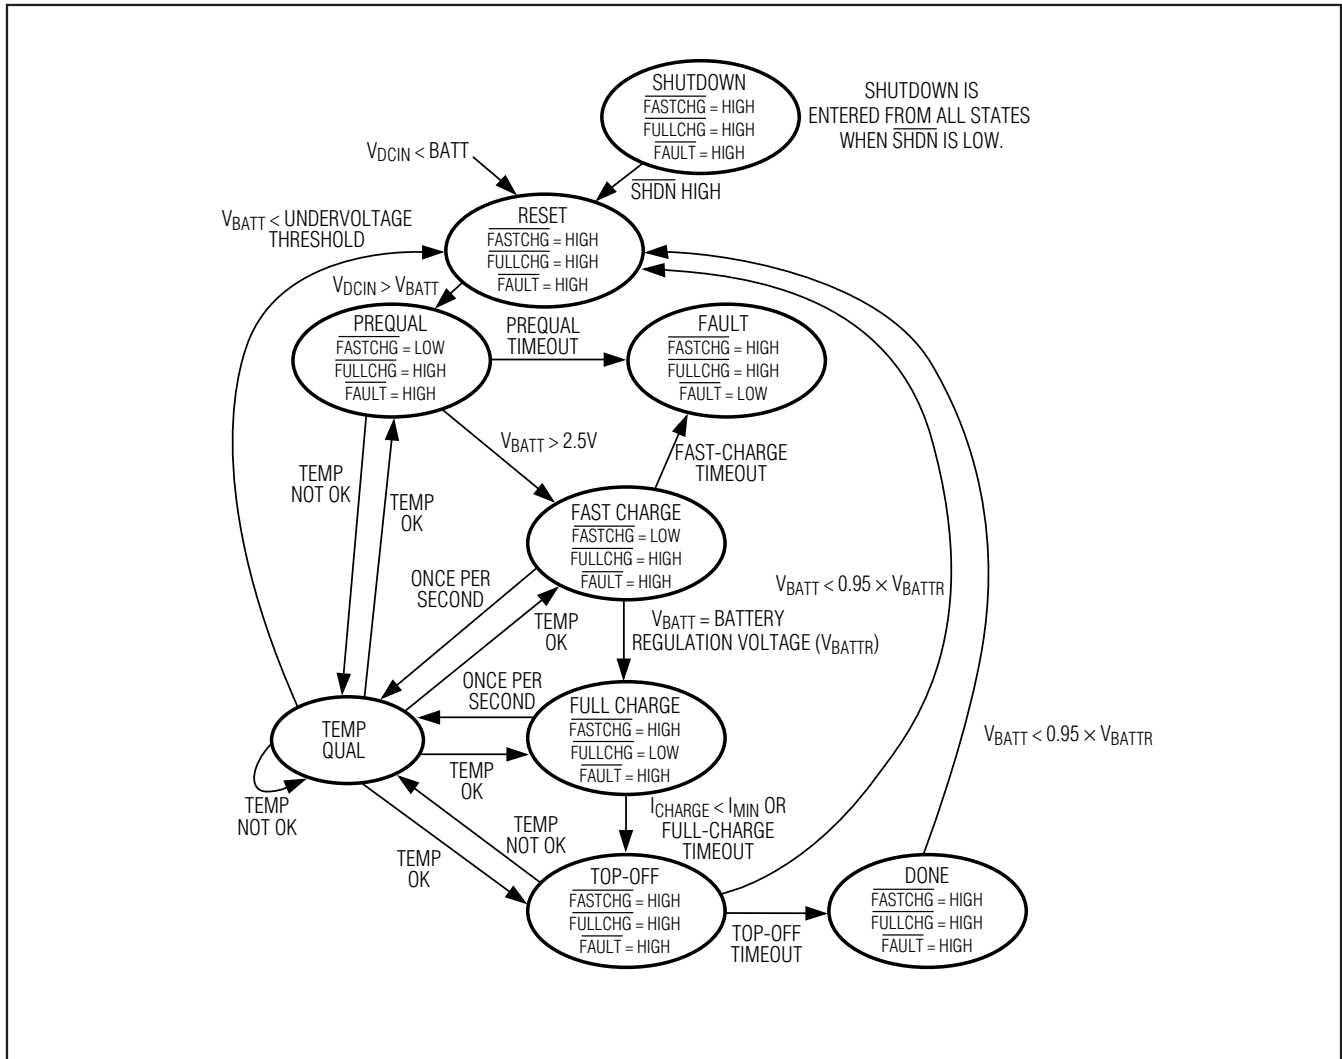 SHUTDOWN
FASTCHG = HIGH
FULLCHG = HIGH
FAULT = HIGH
SHUTDOWN IS
ENTERED FROM ALL STATES
WHEN SHDN IS LOW.
VDCIN < BATT
SHDN HIGH
VBATT < UNDERVOLTAGE
THRESHOLD
RESET
FASTCHG = HIGH
FULLCHG = HIGH
FAULT = HIGH
VDCIN > VBATT
PREQUAL
FASTCHG = LOW
FULLCHG = HIGH
FAULT = HIGH
PREQUAL
TIMEOUT
FAULT
FASTCHG = HIGH
FULLCHG = HIGH
FAULT = LOW
VBATT > 2.5V
FAST-CHARGE
TIMEOUT
TEMP
NOT OK
TEMP
OK
FAST CHARGE
FASTCHG = LOW
FULLCHG = HIGH
FAULT = HIGH
ONCE PER
SECOND
TEMP
OK
VBATT < 0.95 × VBATTR
VBATT = BATTERY
REGULATION VOLTAGE (VBATTR)
ONCE PER
SECOND
FULL CHARGE
FASTCHG = HIGH
FULLCHG = LOW
FAULT = HIGH
TEMP
QUAL
VBATT < 0.95 × VBATTR
TEMP
OK
TEMP
NOT OK
TEMP
NOT OK
ICHARGE < IMIN OR
FULL-CHARGE
TIMEOUT
TEMP
OK
TOP-OFF
FASTCHG = HIGH
FULLCHG = HIGH
FAULT = HIGH
TOP-OFF
TIMEOUT
DONE
FASTCHG = HIGH
FULLCHG = HIGH
FAULT = HIGH